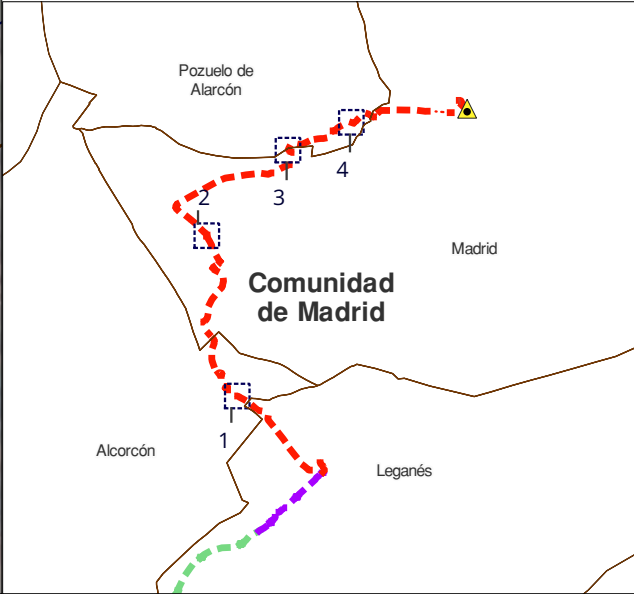 Pozuelo de
Alarcón
4
3
2
Madrid
Comunidad
de Madrid
1
Alcorcón
Leganés